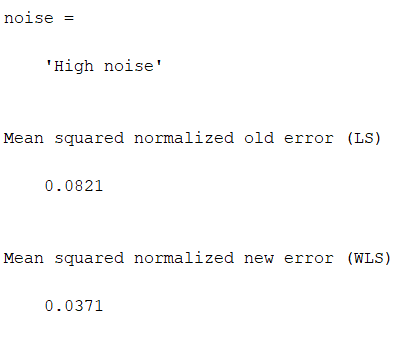 noise =
'High noise'
Mean squared normalized old error (LS)
0.0821
Mean squared normalized new error (WLS)
0.0371